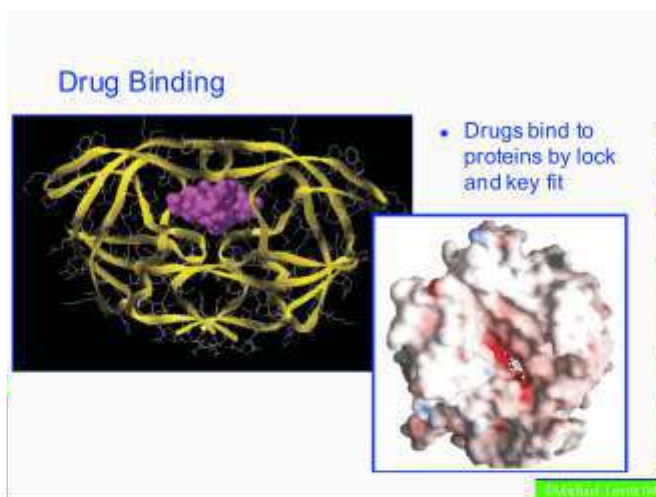 Drug Binding
• Drugs bind to
proteins by lock
and key fit